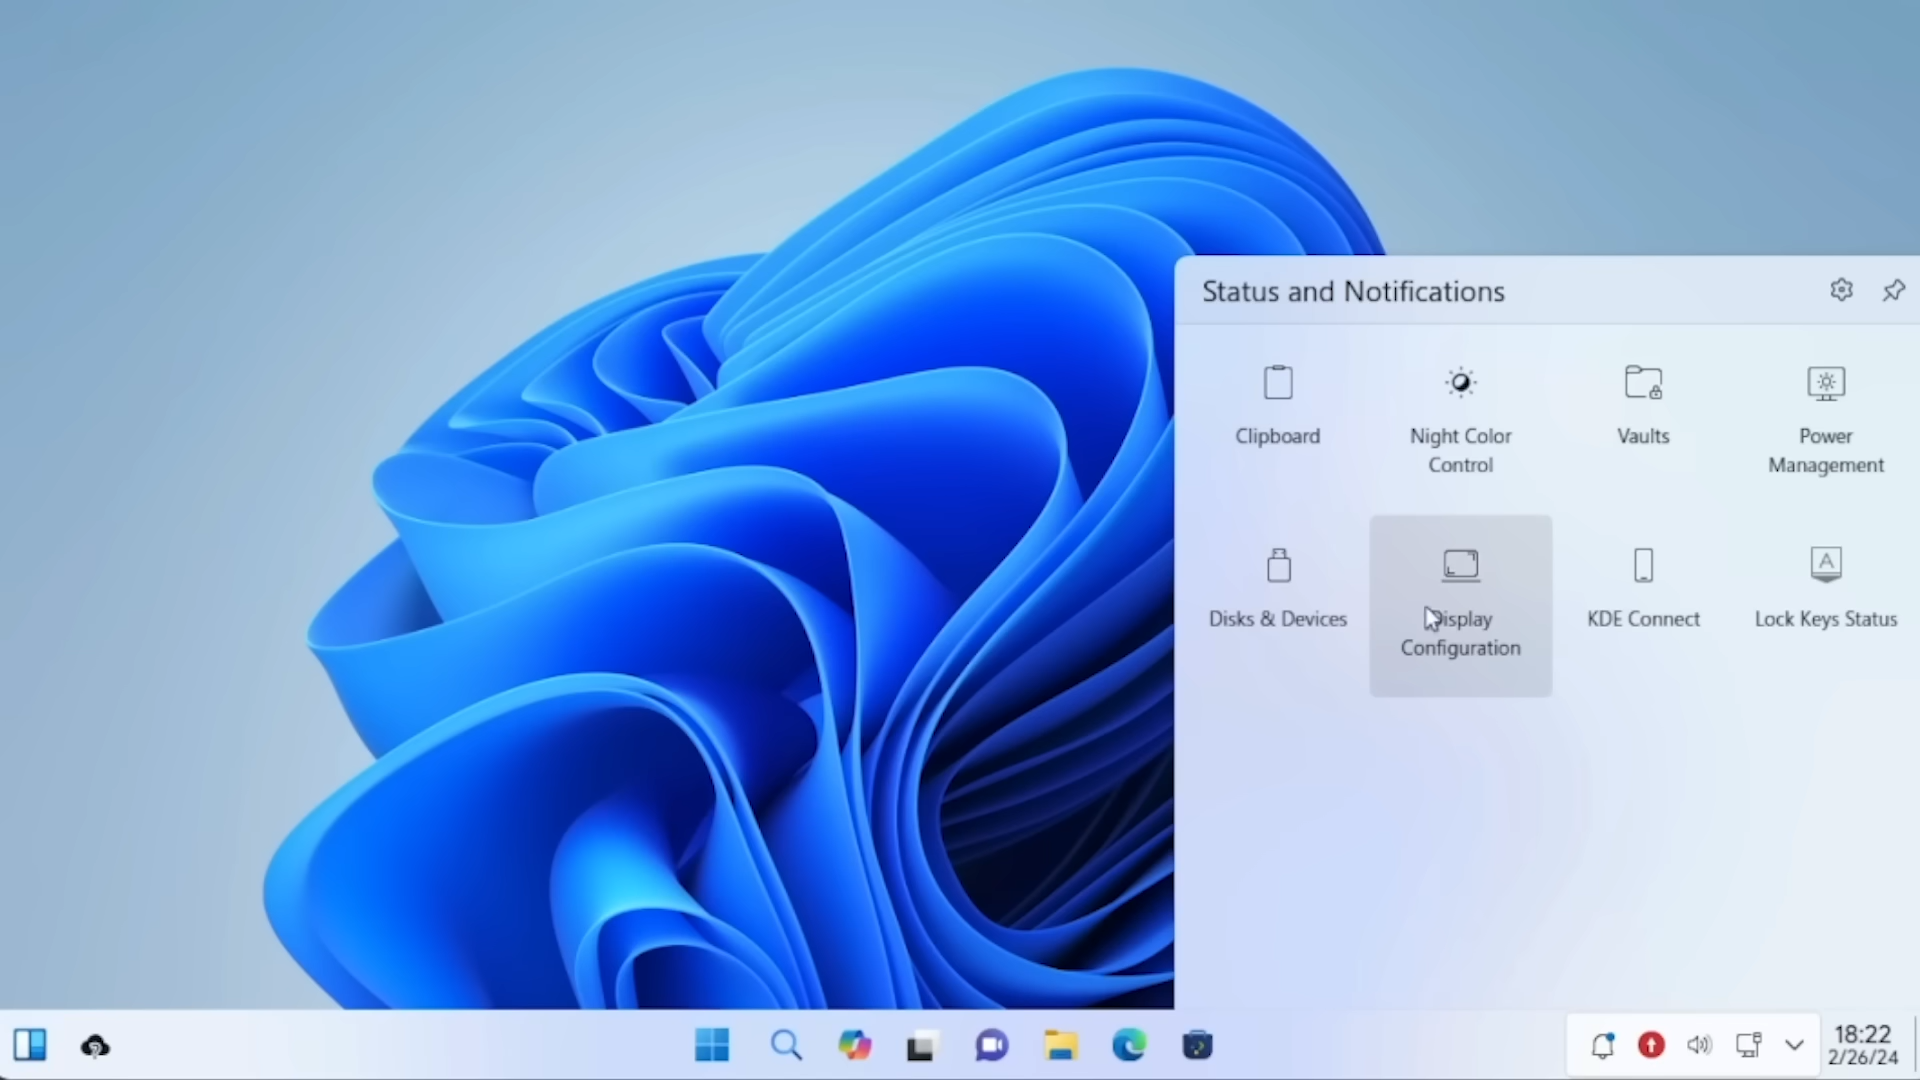 Status and Notifications
Clipboard
Night Color
Control
Vaults
Power
Management
Disks & Devices
Display
Configuration
KDE Connect
Lock Keys Status
A
18:22
2/26/24